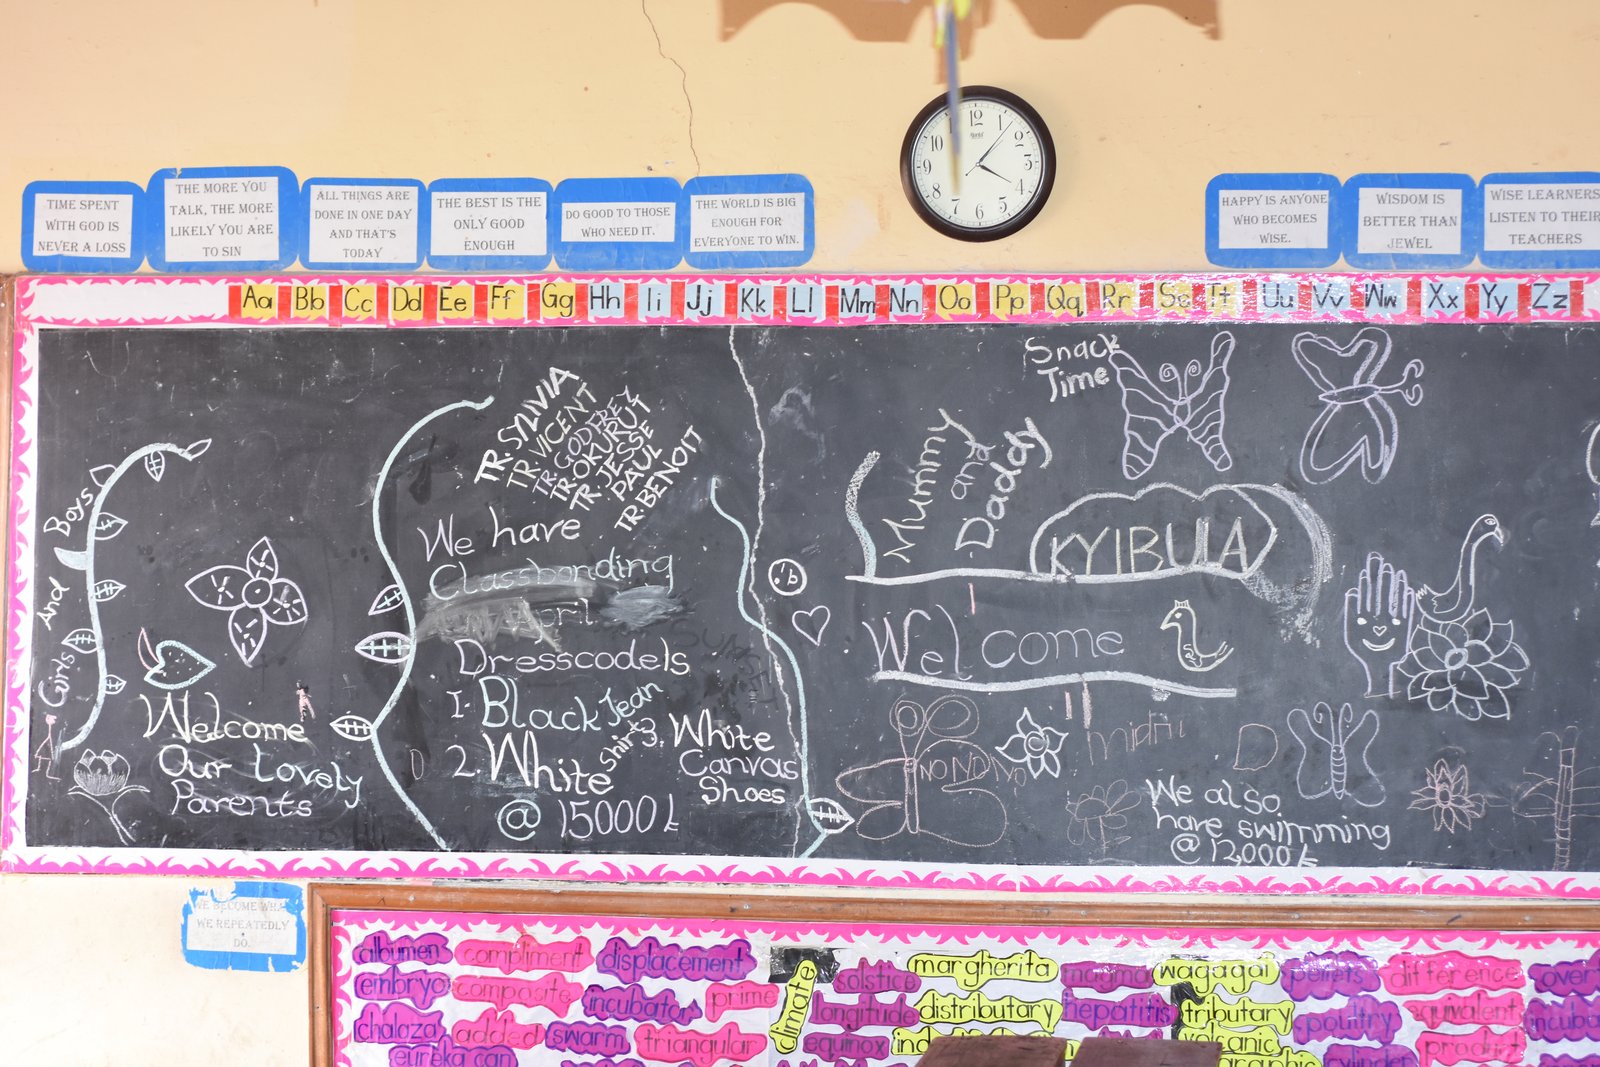 TIME SPENT
WITH GOD IS
NEVER A LOSS
THE MORE YOU
TALK, THE MORE
LIKELY YOU ARE
TO SIN
ALL THINGS ARE
DONE IN ONE DAY
AND THAT'S
TODAY
THE BEST IS THE
ONLY GOOD
ENOUGH
DO GOOD TO THOSE
WHO NEED IT.
THE WORLD IS BIG
ENOUGH FOR
EVERYONE TO WIN.
12
1
2
3
4
5
6
7
8
9
10
HAPPY IS ANYONE
WHO BECOMES
WISE.
WISDOM IS
BETTER THAN
JEWEL
WISE LEARNERS
LISTEN TO THEIR
TEACHERS
Aa Bb Cc Dd Ee Ff Gg Hh Ii Jj Kk Ll Mm Nn Oo Pp Qq Rr Ss Tt Uu Vv Ww Xx Yy Zz
Boys
And
Girls
Welcome
Our Lovely
Parents
TR. SYLIVIA
TR VICENT
TR. GODFREY
TR OKURUT
TR. JESSE
PAUL
TR. BENOIT
We have
Classbonding
April
Dresscodels
1. Black Jean
2. White Shirt
3. White
Canvas
Shoes
@ 15000/=
Snack
Time
Mummy
and
Daddy
KYIBULA
Welcome
NO NO NO
D
We also
have swimming
@ 12,000/=
WE BECOME WHAT
WE REPEATEDLY
DO.
albumen compliment displacement
embryo composite incubator prime
chalaza added swarm triangular
eureka can
climate
solstice margherita magma wagagai pellets difference
longitude distributary hepatitis tributary poultry equivalent
equinox volcanic product
cylinder